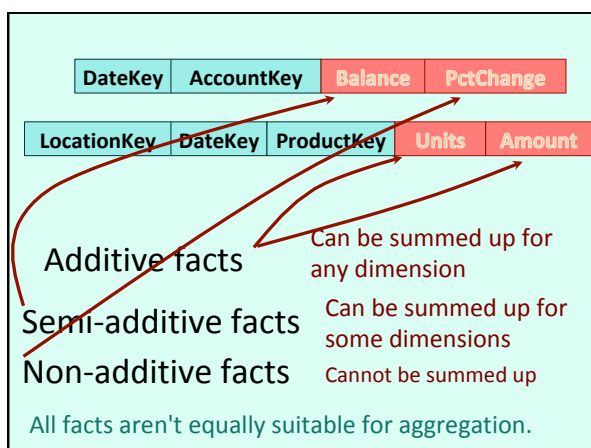 DateKey AccountKey Balance PctChange
LocationKey DateKey ProductKey Units Amount
Additive facts
Can be summed up for
any dimension
Semi-additive facts
Can be summed up for
some dimensions
Non-additive facts
Cannot be summed up
All facts aren't equally suitable for aggregation.